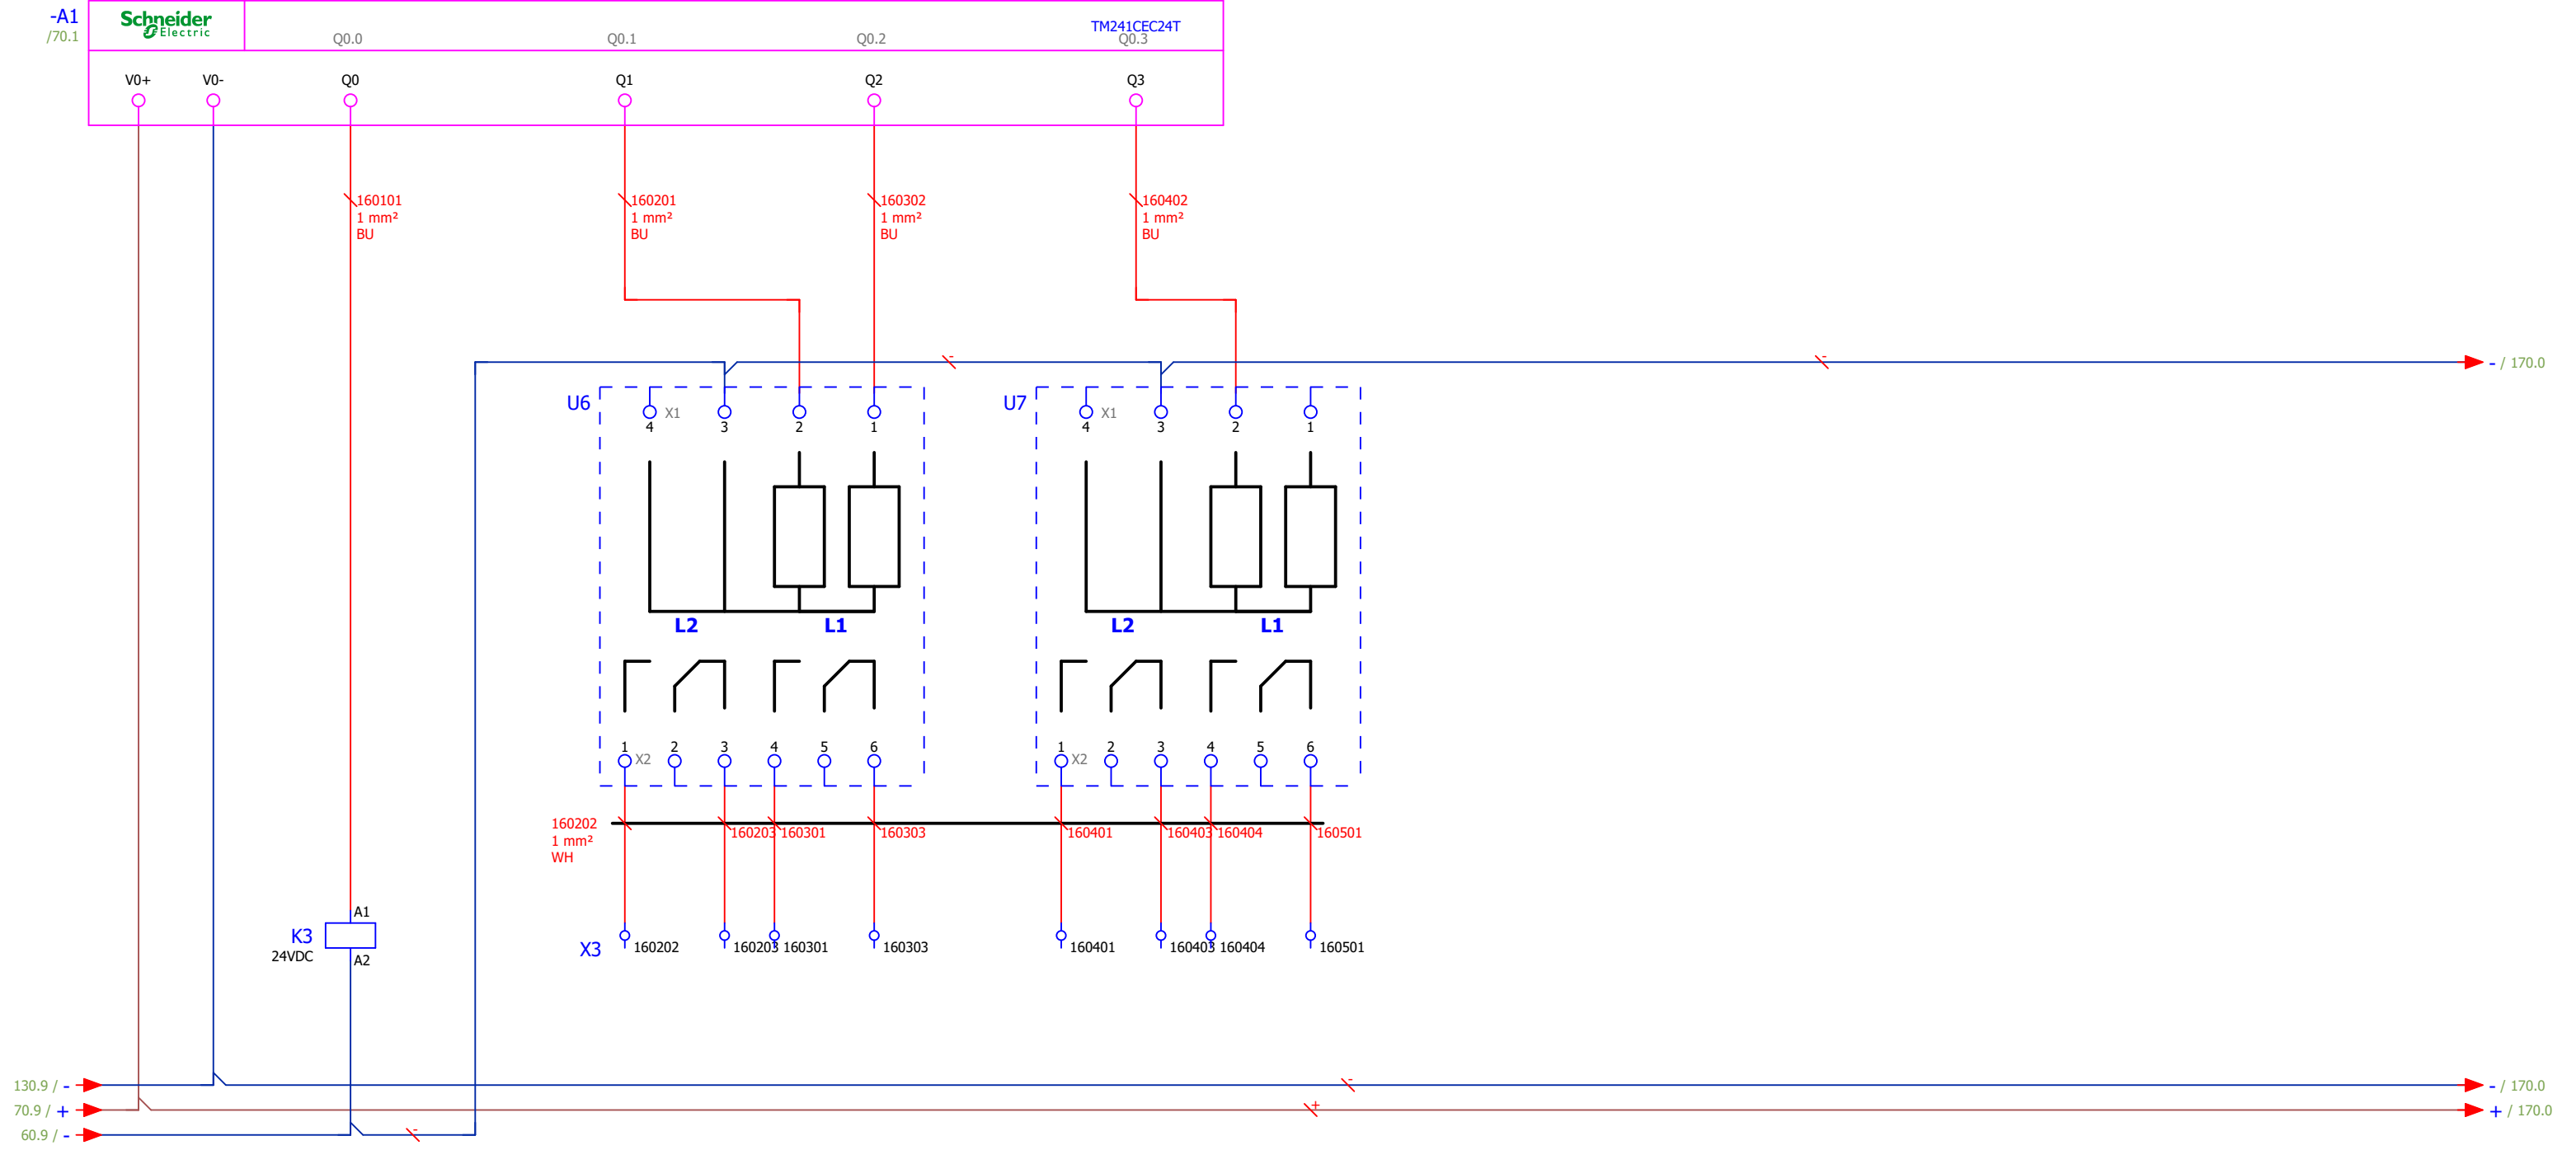 -A1
/70.1
Schneider
Electric
TM241CEC24T
Q0.0 Q0.1 Q0.2 Q0.3
V0+ V0- Q0 Q1 Q2 Q3
160101
1 mm²
BU
160201
1 mm²
BU
160302
1 mm²
BU
160402
1 mm²
BU
- - - / 170.0
U6 X1
4 3 2 1
L2 L1
1 X2 2 3 4 5 6
U7 X1
4 3 2 1
L2 L1
1 X2 2 3 4 5 6
160202
1 mm²
WH
160203 160301 160303 160401 160403 160404 160501
K3
24VDC
A1
A2
X3 160202 160203 160301 160303 160401 160403 160404 160501
130.9 / - - - / 170.0
70.9 / + + + / 170.0
60.9 / - -